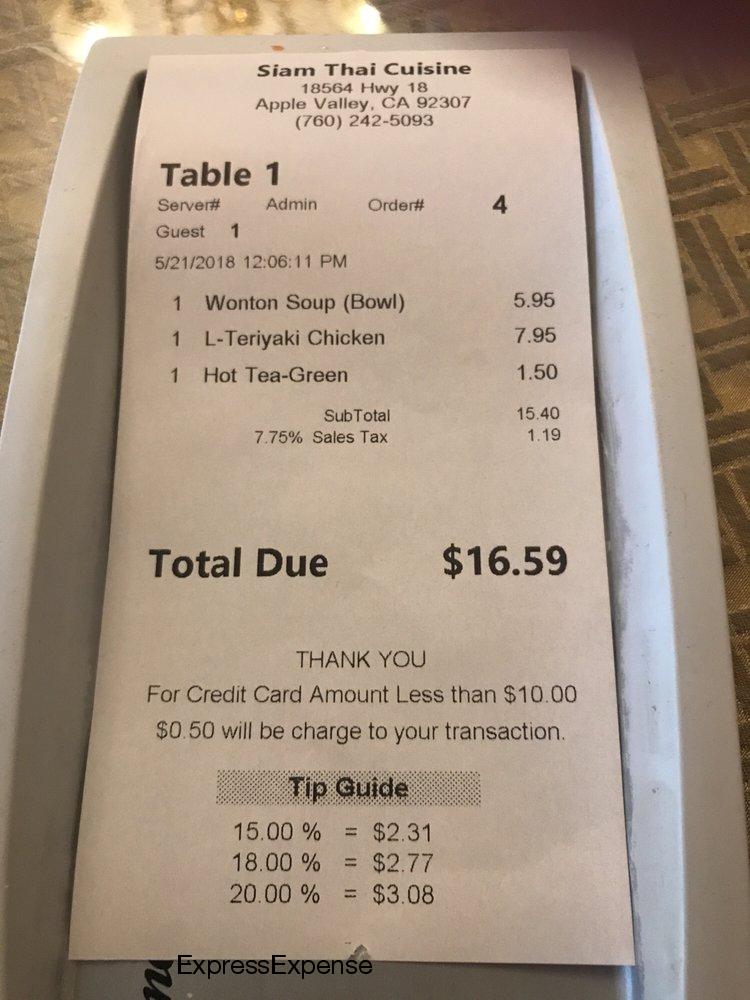 Siam Thai Cuisine
18564 Hwy 18
Apple Valley, CA 92307
(760) 242-5093
Table 1
Server# Admin Order# 4
Guest 1
5/21/2018 12:06:11 PM
1 Wonton Soup (Bowl) 5.95
1 L-Teriyaki Chicken 7.95
1 Hot Tea-Green 1.50
SubTotal 15.40
7.75% Sales Tax 1.19
Total Due $16.59
THANK YOU
For Credit Card Amount Less than $10.00
$0.50 will be charge to your transaction.
Tip Guide
15.00 % = $2.31
18.00 % = $2.77
20.00 % = $3.08
ExpressExpense